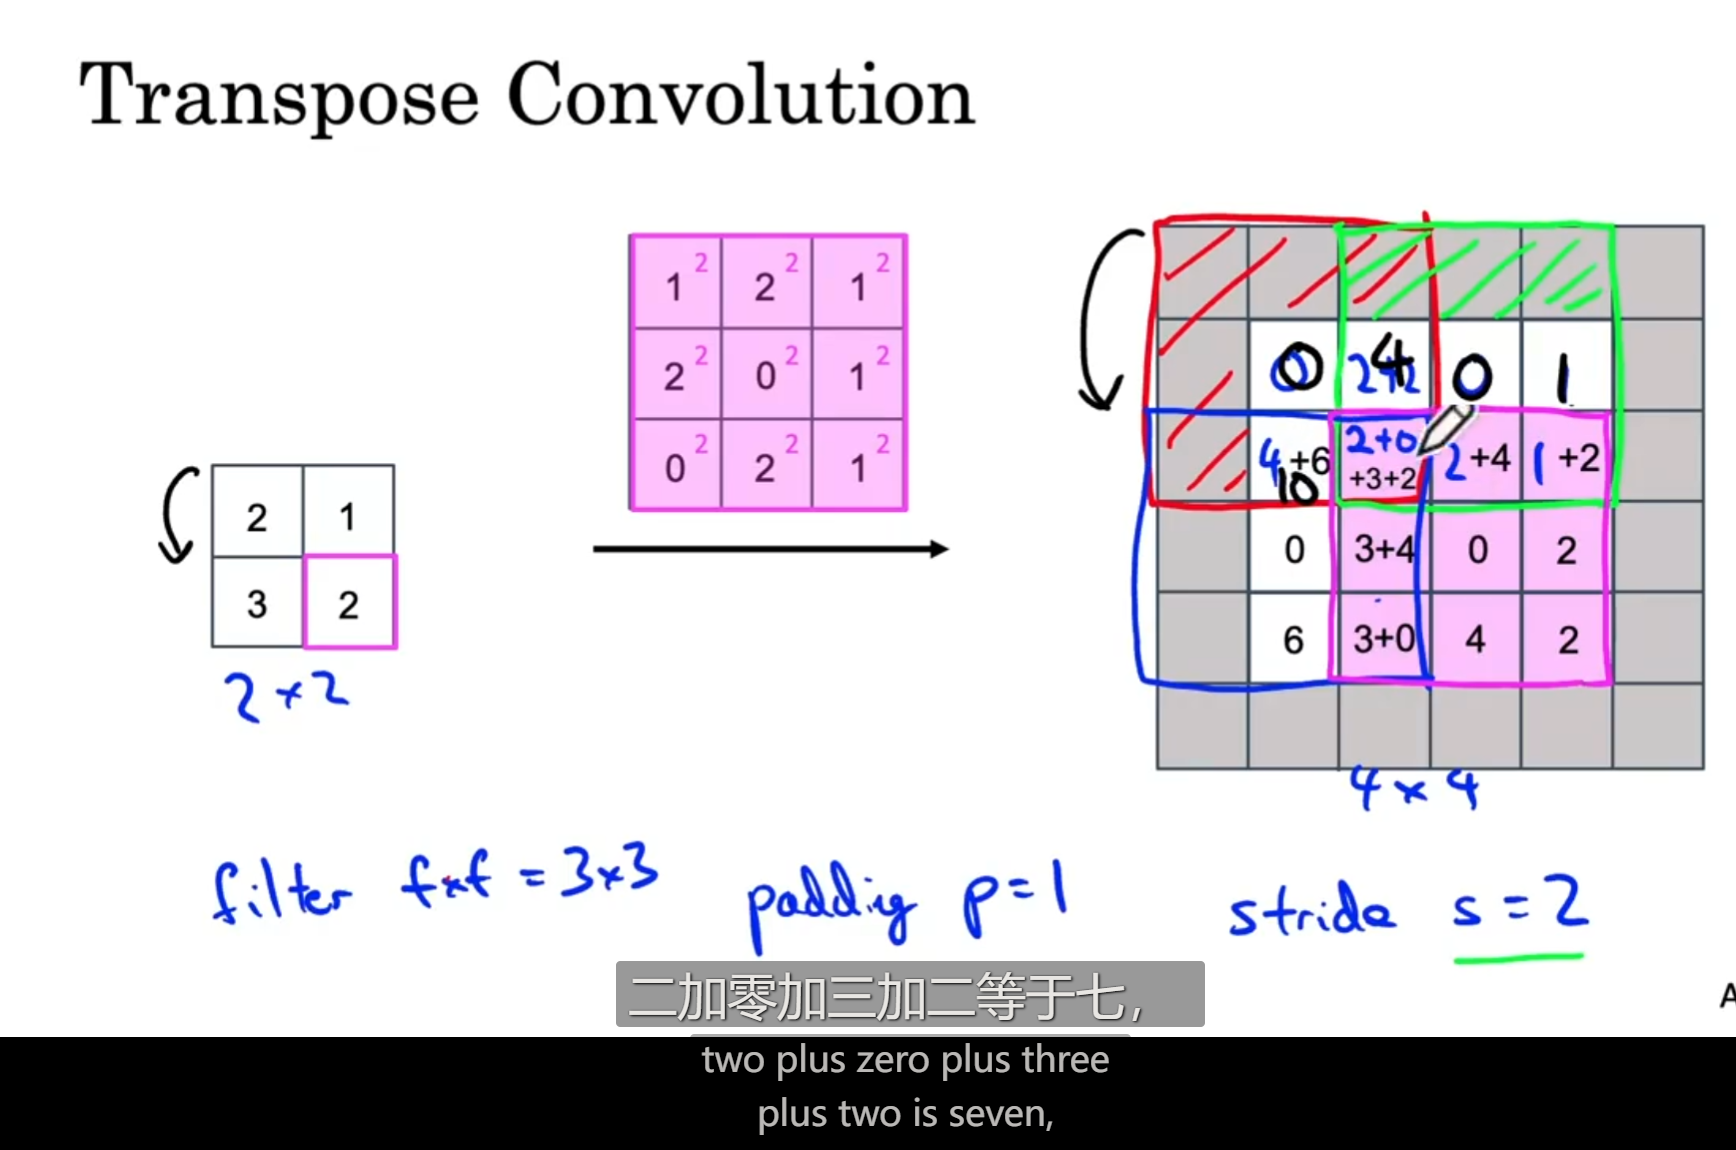 Transpose Convolution
1 2 2 2 1 2
2 2 0 2 1 2
0 2 2 2 1 2
2 1
3 2
2 × 2
0 2+2 4 0 1
4 +6 10 2+0 +3+2 2 +4 1 +2
0 3+4 0 2
6 3+0 4 2
4 × 4
filter f×f = 3×3 padding p=1 stride s = 2
二加零加三加二等于七，
two plus zero plus three
plus two is seven,